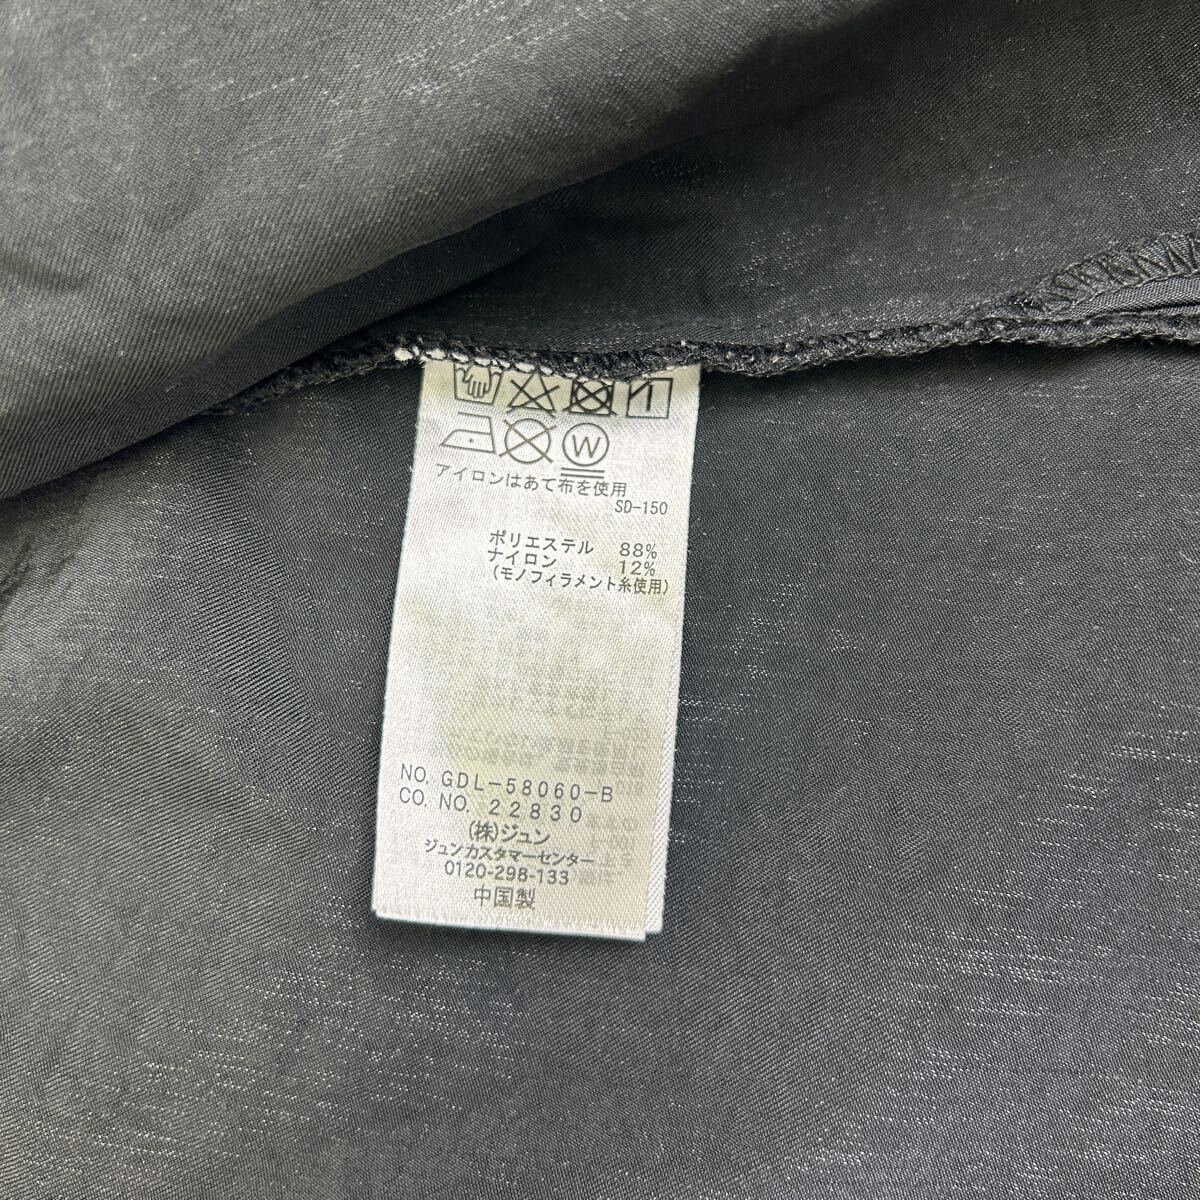 W
アイロンはあて布を使用
SD-150
ポリエステル 88%
ナイロン 12%
(モノフィラメント糸使用)
NO. GDL-58060-B
CO. NO. 22830
(株)ジュン
ジュンカスタマーセンター
0120-298-133
中国製